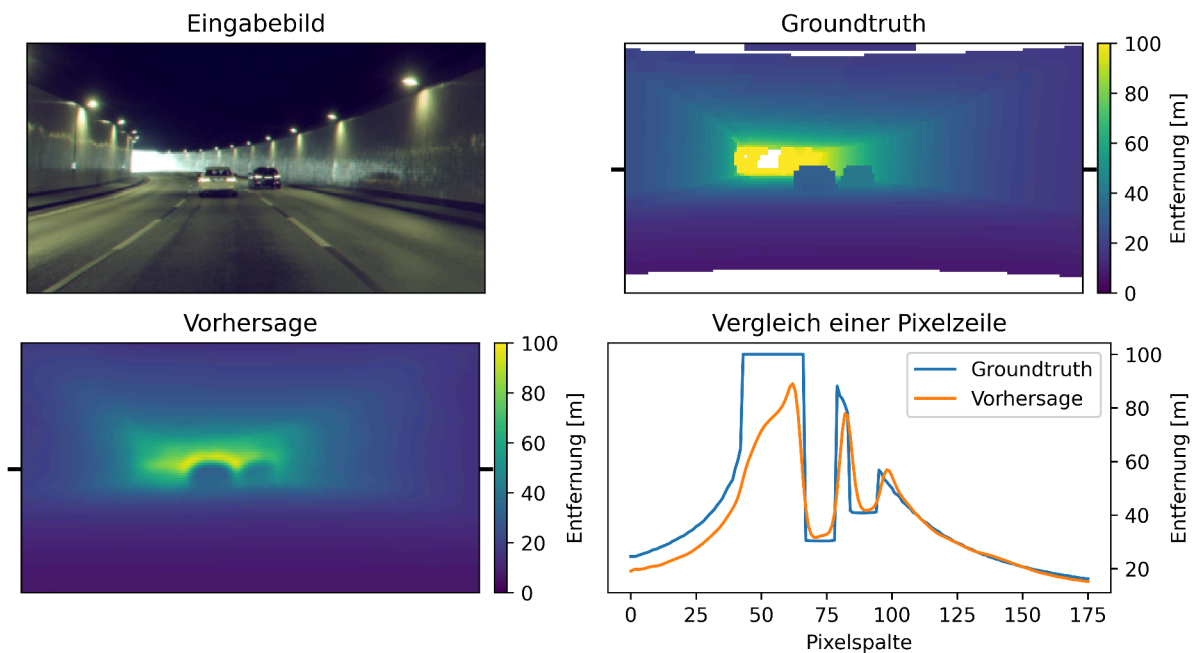 Eingabebild
Groundtruth
100
80
60
40
20
0
Entfernung [m]
Vorhersage
100
80
60
40
20
0
Entfernung [m]
Vergleich einer Pixelzeile
Groundtruth
Vorhersage
100
80
60
40
20
Entfernung [m]
0 25 50 75 100 125 150 175
Pixelspalte